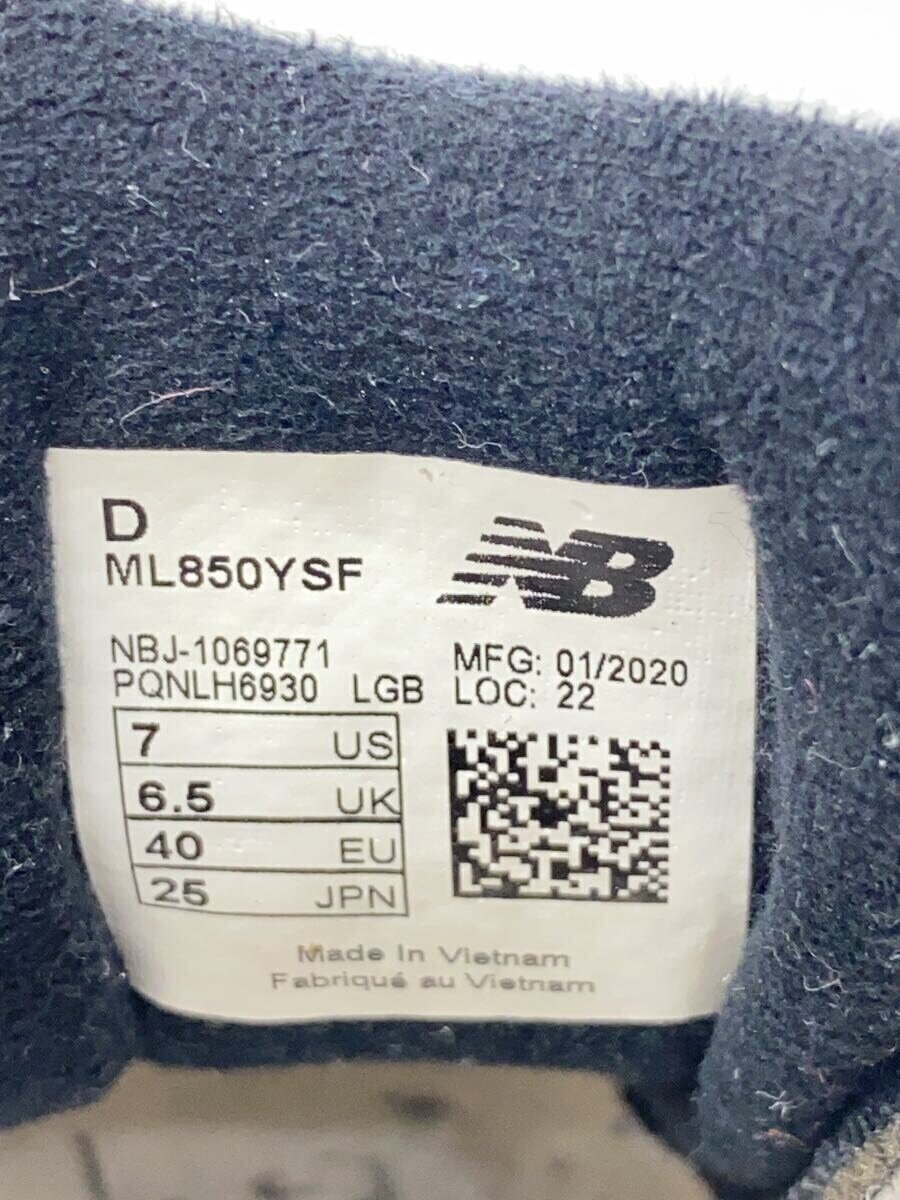 D
ML850YSF
NB
NBJ-1069771
PQNLH6930 LGB
MFG: 01/2020
LOC: 22
7 US
6.5 UK
40 EU
25 JPN
Made In Vietnam
Fabriqué au Vietnam